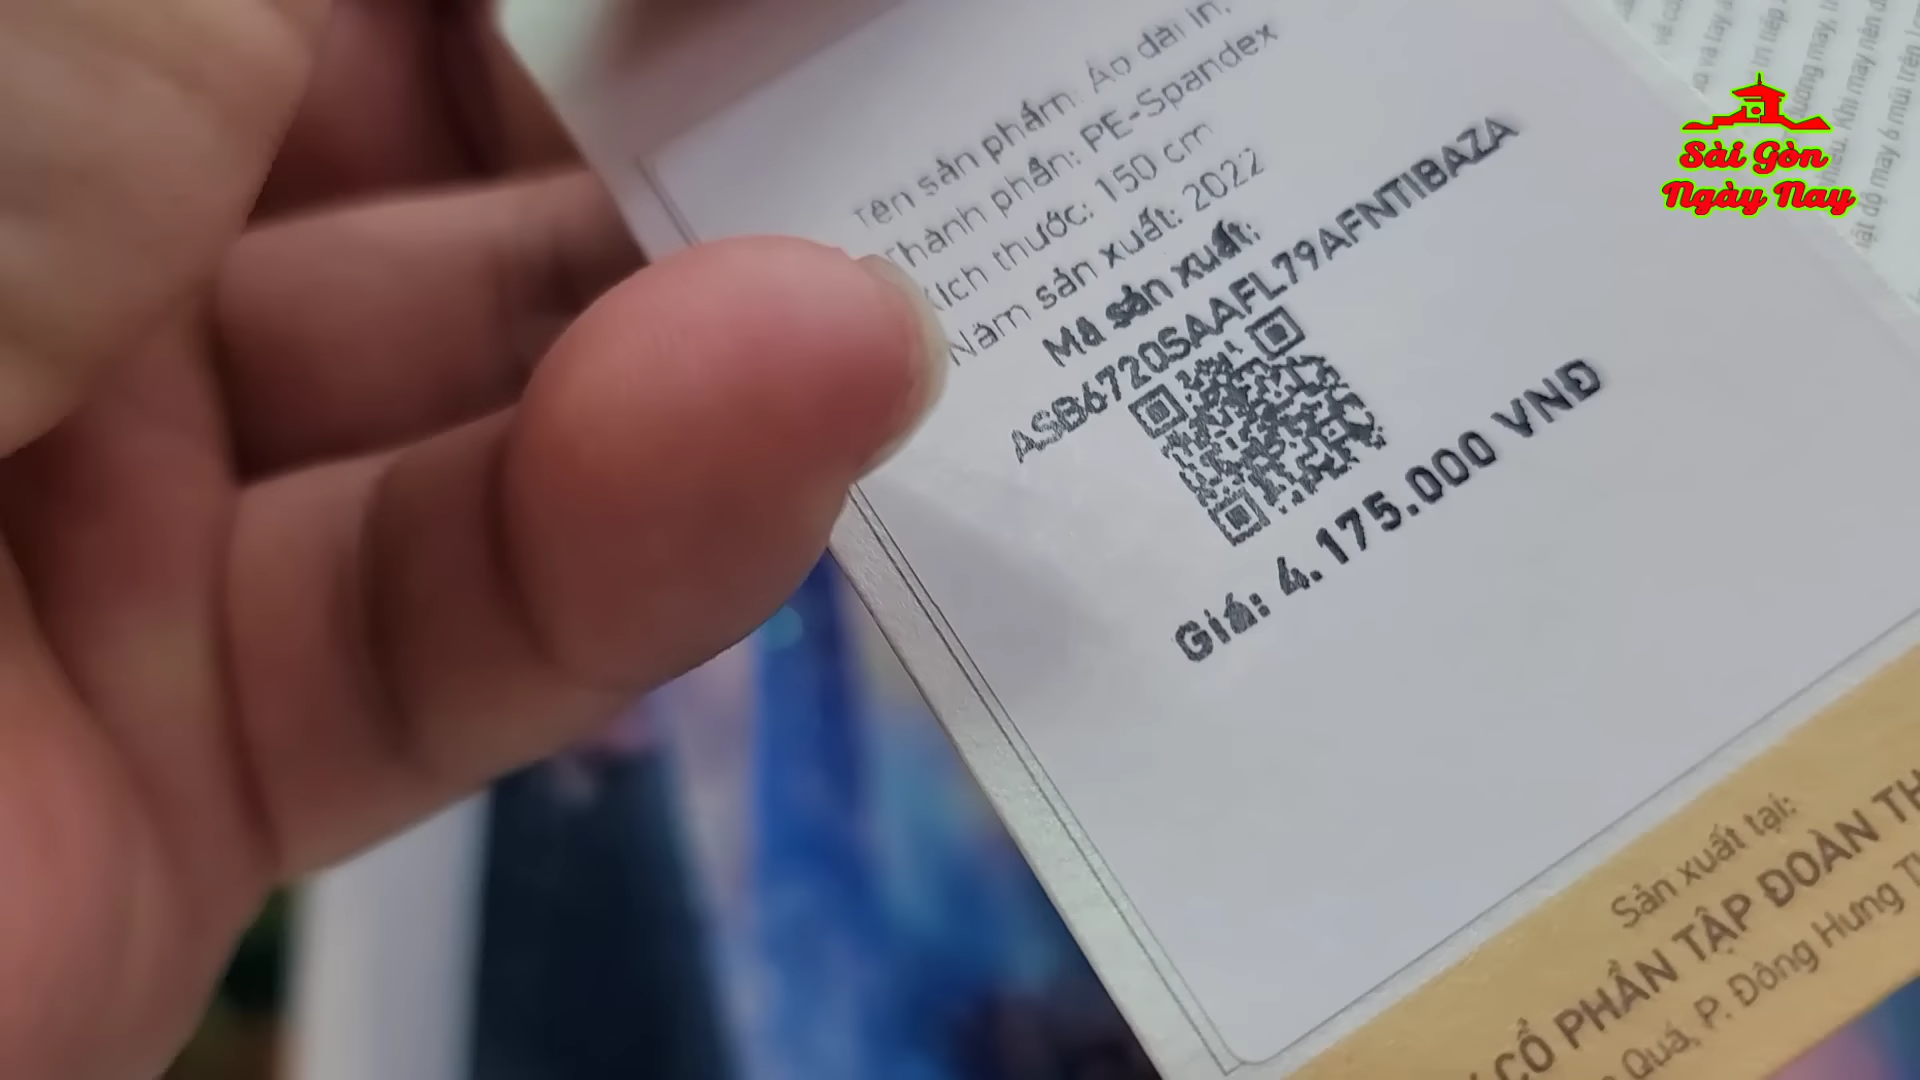 Tên sản phẩm: Áo dài in.
Thành phần: PE-Spandex
Kích thước: 150 cm
Năm sản xuất: 2022
Mã sản xuất:
ASB6720SAAFL79AFNTIBAZA
Giá: 4.175.000 VNĐ
Sản xuất tại:
CỔ PHẦN TẬP ĐOÀN
Quá, P. Đông Hưng
Sài Gòn
Ngày Nay